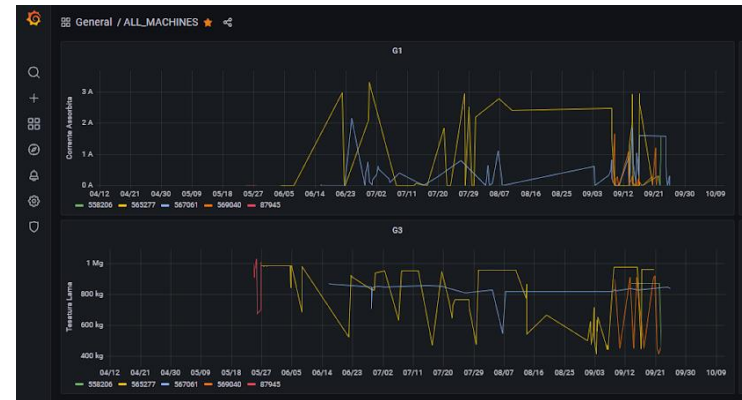 General / ALL_MACHINES
G1
Corrente Assorbita
3 A
2 A
1 A
0 A
04/12 04/21 04/30 05/09 05/18 05/27 06/05 06/14 06/23 07/02 07/11 07/20 07/29 08/07 08/16 08/25 09/03 09/12 09/21 09/30 10/09
558206 565277 567061 569040 87945
G3
Tesatura Lama
1 Mg
800 kg
600 kg
400 kg
04/12 04/21 04/30 05/09 05/18 05/27 06/05 06/14 06/23 07/02 07/11 07/20 07/29 08/07 08/16 08/25 09/03 09/12 09/21 09/30 10/09
558206 565277 567061 569040 87945